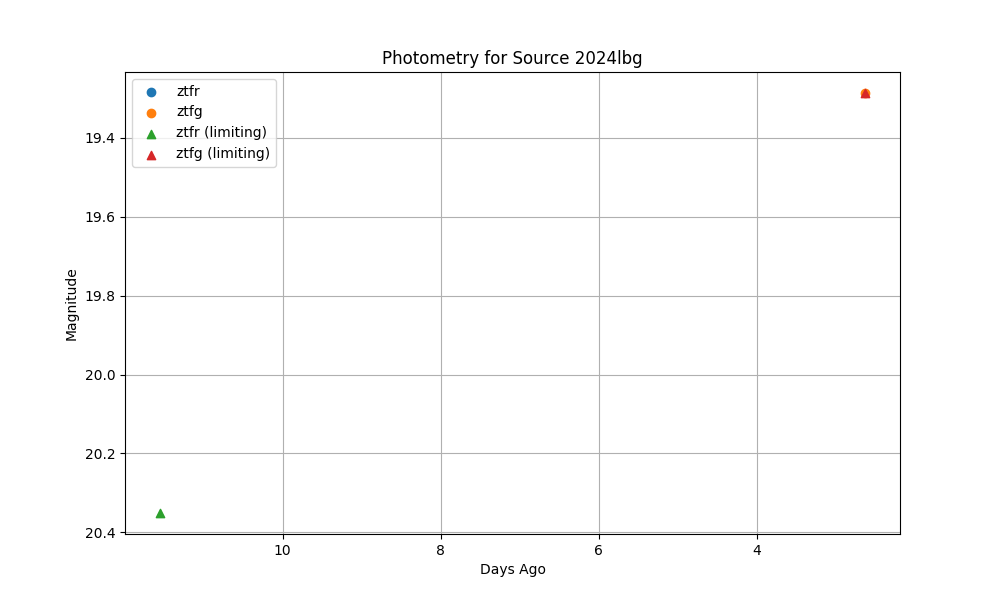 Photometry for Source 2024lbg
ztfr
ztfg
ztfr (limiting)
ztfg (limiting)
Magnitude
19.4
19.6
19.8
20.0
20.2
20.4
10
8
6
4
Days Ago